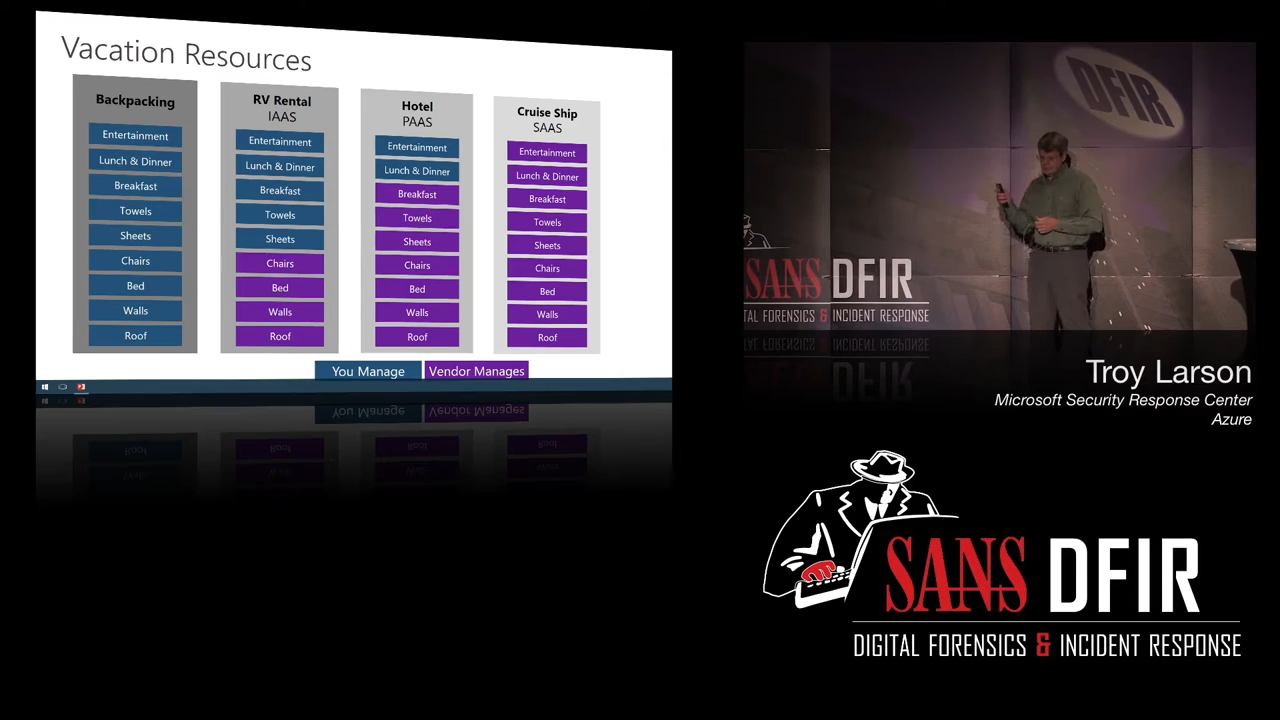 Vacation Resources
Backpacking
Entertainment
Lunch & Dinner
Breakfast
Towels
Sheets
Chairs
Bed
Walls
Roof
RV Rental
IAAS
Entertainment
Lunch & Dinner
Breakfast
Towels
Sheets
Chairs
Bed
Walls
Roof
Hotel
PAAS
Entertainment
Lunch & Dinner
Breakfast
Towels
Sheets
Chairs
Bed
Walls
Roof
Cruise Ship
SAAS
Entertainment
Lunch & Dinner
Breakfast
Towels
Sheets
Chairs
Bed
Walls
Roof
You Manage
Vendor Manages
DFIR
SANS DFIR
TAL FORENSICS & INCIDENT RESPONSE
Troy Larson
Microsoft Security Response Center
Azure
SANS DFIR
DIGITAL FORENSICS & INCIDENT RESPONSE